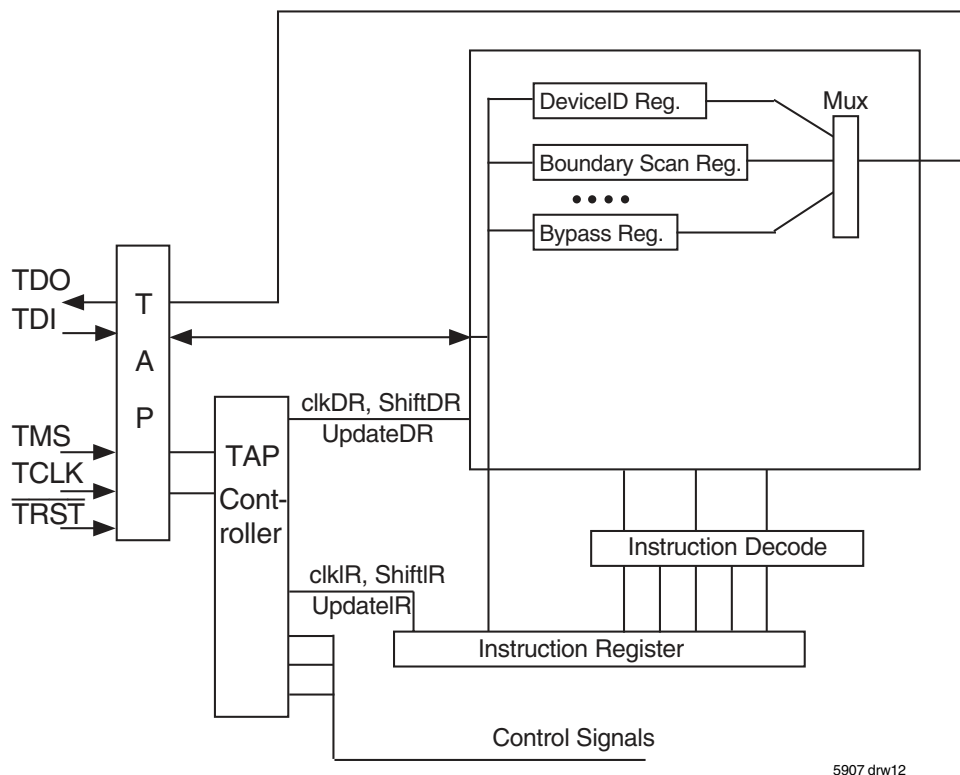 DeviceID Reg.
Mux
Boundary Scan Reg.
Bypass Reg.
TDO
TDI
T
A
P
TMS
TCLK
TRST
clkDR, ShiftDR
UpdateDR
TAP
Cont-
roller
Instruction Decode
clkIR, ShiftIR
UpdateIR
Instruction Register
Control Signals
5907 drw12